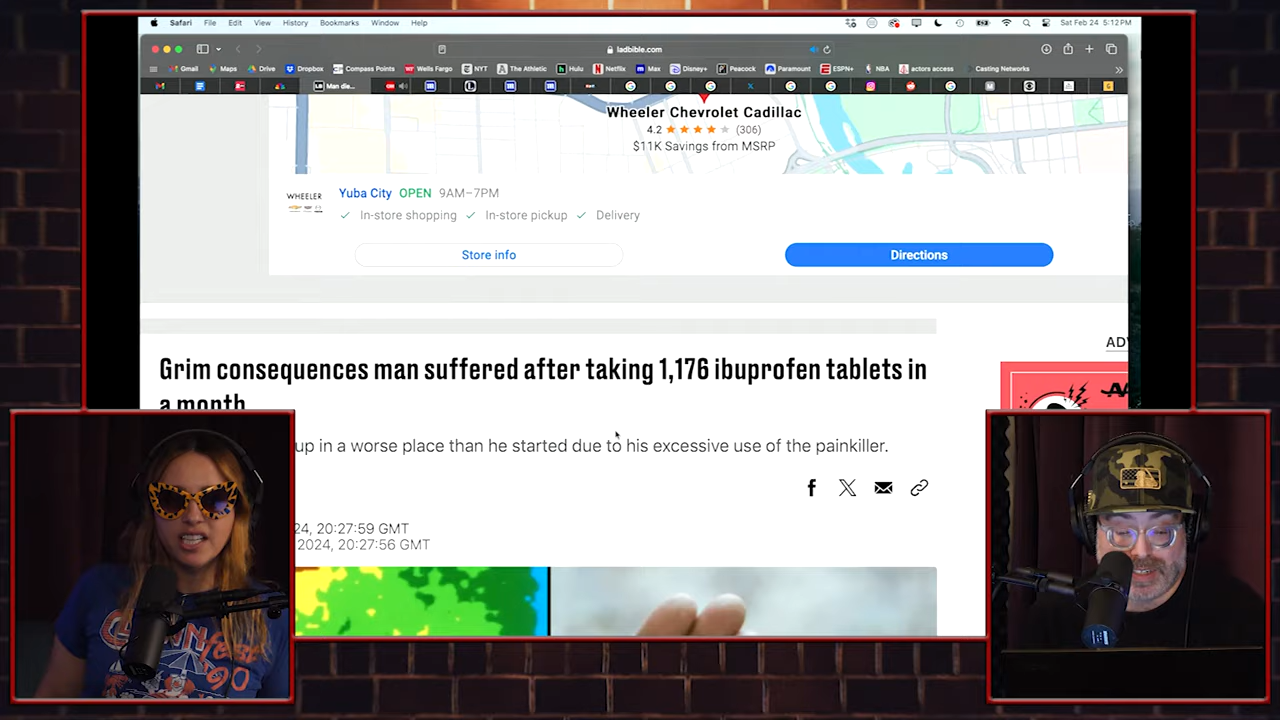 Safari File Edit View History Bookmarks Window Help
Sat Feb 24 5:12 PM
ladbible.com
Gmail Maps Drive Dropbox Compass Points Wells Fargo NYT The Athletic Hulu Netflix Max Disney+ Peacock Paramount ESPN+ NBA actors access Casting Networks
Man die...
Wheeler Chevrolet Cadillac
4.2 (306)
$11K Savings from MSRP
WHEELER
Yuba City OPEN 9AM–7PM
In-store shopping In-store pickup Delivery
Store info
Directions
Grim consequences man suffered after taking 1,176 ibuprofen tablets in
a month
AD
up in a worse place than he started due to his excessive use of the painkiller.
24, 20:27:59 GMT
2024, 20:27:56 GMT